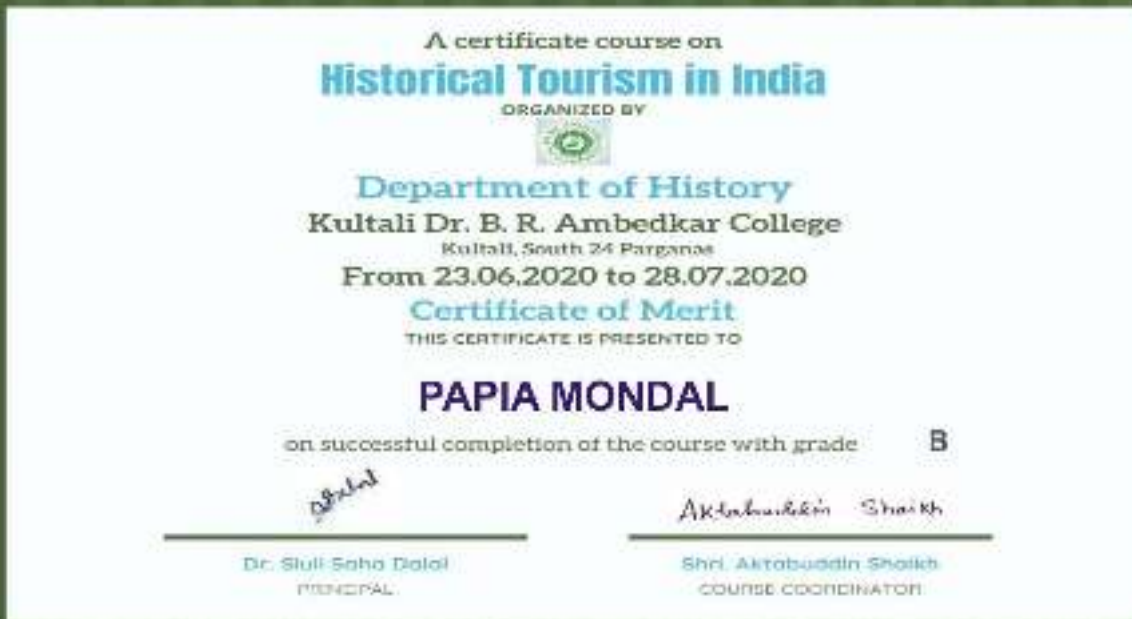 A certificate course on
Historical Tourism in India
ORGANIZED BY
Department of History
Kultali Dr. B. R. Ambedkar College
Kultali, South 24 Parganas
From 23.06.2020 to 28.07.2020
Certificate of Merit
THIS CERTIFICATE IS PRESENTED TO
PAPIA MONDAL
on successful completion of the course with grade B
Aktabuddin Shaikh
Dr. Siuli Saha Dalal Shri. Aktabuddin Shaikh
PRINCIPAL COURSE COORDINATOR